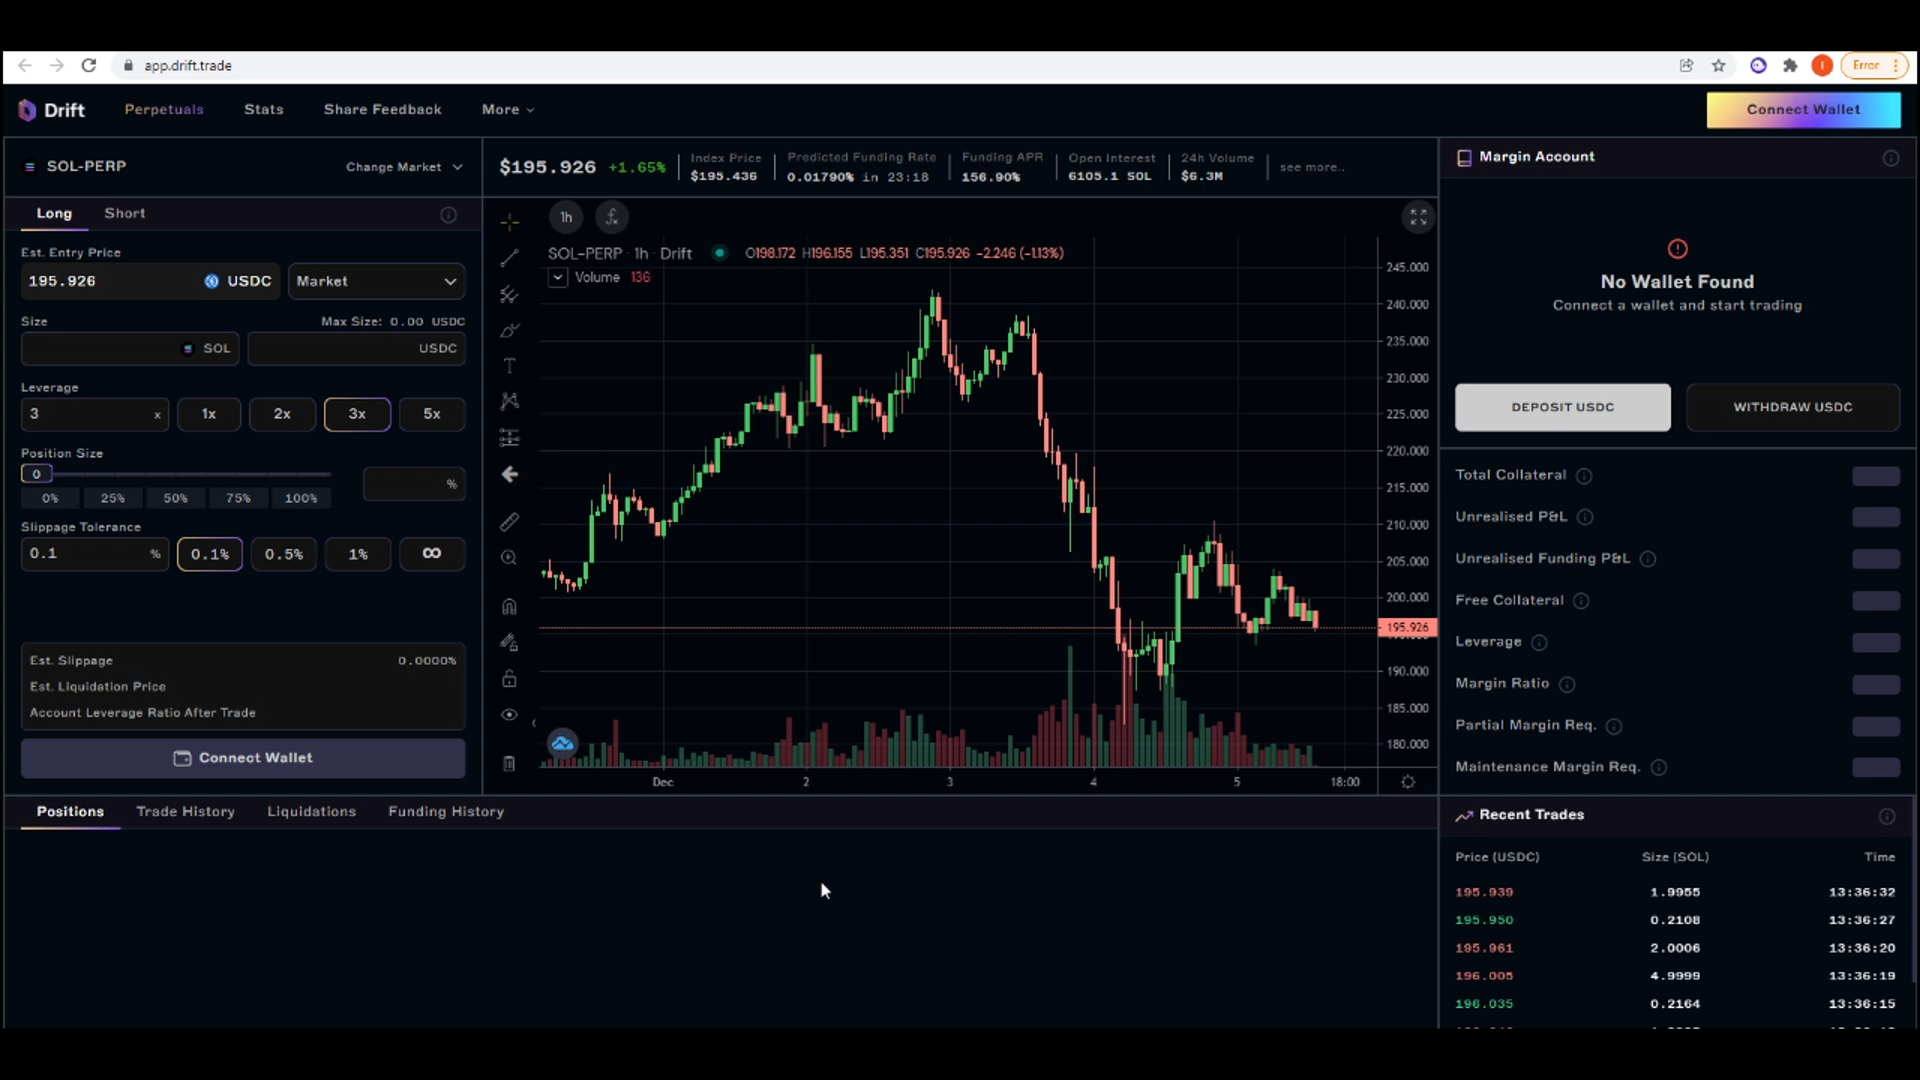 app.drift.trade
Error
Drift
Perpetuals
Stats
Share Feedback
More
Connect Wallet
SOL-PERP
Change Market
$195.926 +1.65%
Index Price
$195.436
Predicted Funding Rate
0.01790% in 23:18
Funding APR
156.90%
Open Interest
6105.1 SOL
24h Volume
$6.3M
see more..
Long
Short
Est. Entry Price
195.926
USDC
Market
Size
Max Size: 0.00 USDC
SOL
USDC
Leverage
3 x
1x
2x
3x
5x
Position Size
0
%
0%
25%
50%
75%
100%
Slippage Tolerance
0.1 %
0.1%
0.5%
1%
∞
Est. Slippage
0.0000%
Est. Liquidation Price
Account Leverage Ratio After Trade
Connect Wallet
1h
SOL-PERP · 1h · Drift
O198.172 H196.155 L195.351 C195.926 −2.246 (−1.13%)
Volume 136
245.000
240.000
235.000
230.000
225.000
220.000
215.000
210.000
205.000
200.000
195.926
190.000
185.000
180.000
Dec
2
3
4
5
18:00
Margin Account
No Wallet Found
Connect a wallet and start trading
DEPOSIT USDC
WITHDRAW USDC
Total Collateral
Unrealised P&L
Unrealised Funding P&L
Free Collateral
Leverage
Margin Ratio
Partial Margin Req.
Maintenance Margin Req.
Positions
Trade History
Liquidations
Funding History
Recent Trades
Price (USDC)
Size (SOL)
Time
195.939 1.9955 13:36:32
195.950 0.2108 13:36:27
195.961 2.0006 13:36:20
196.005 4.9999 13:36:19
196.035 0.2164 13:36:15